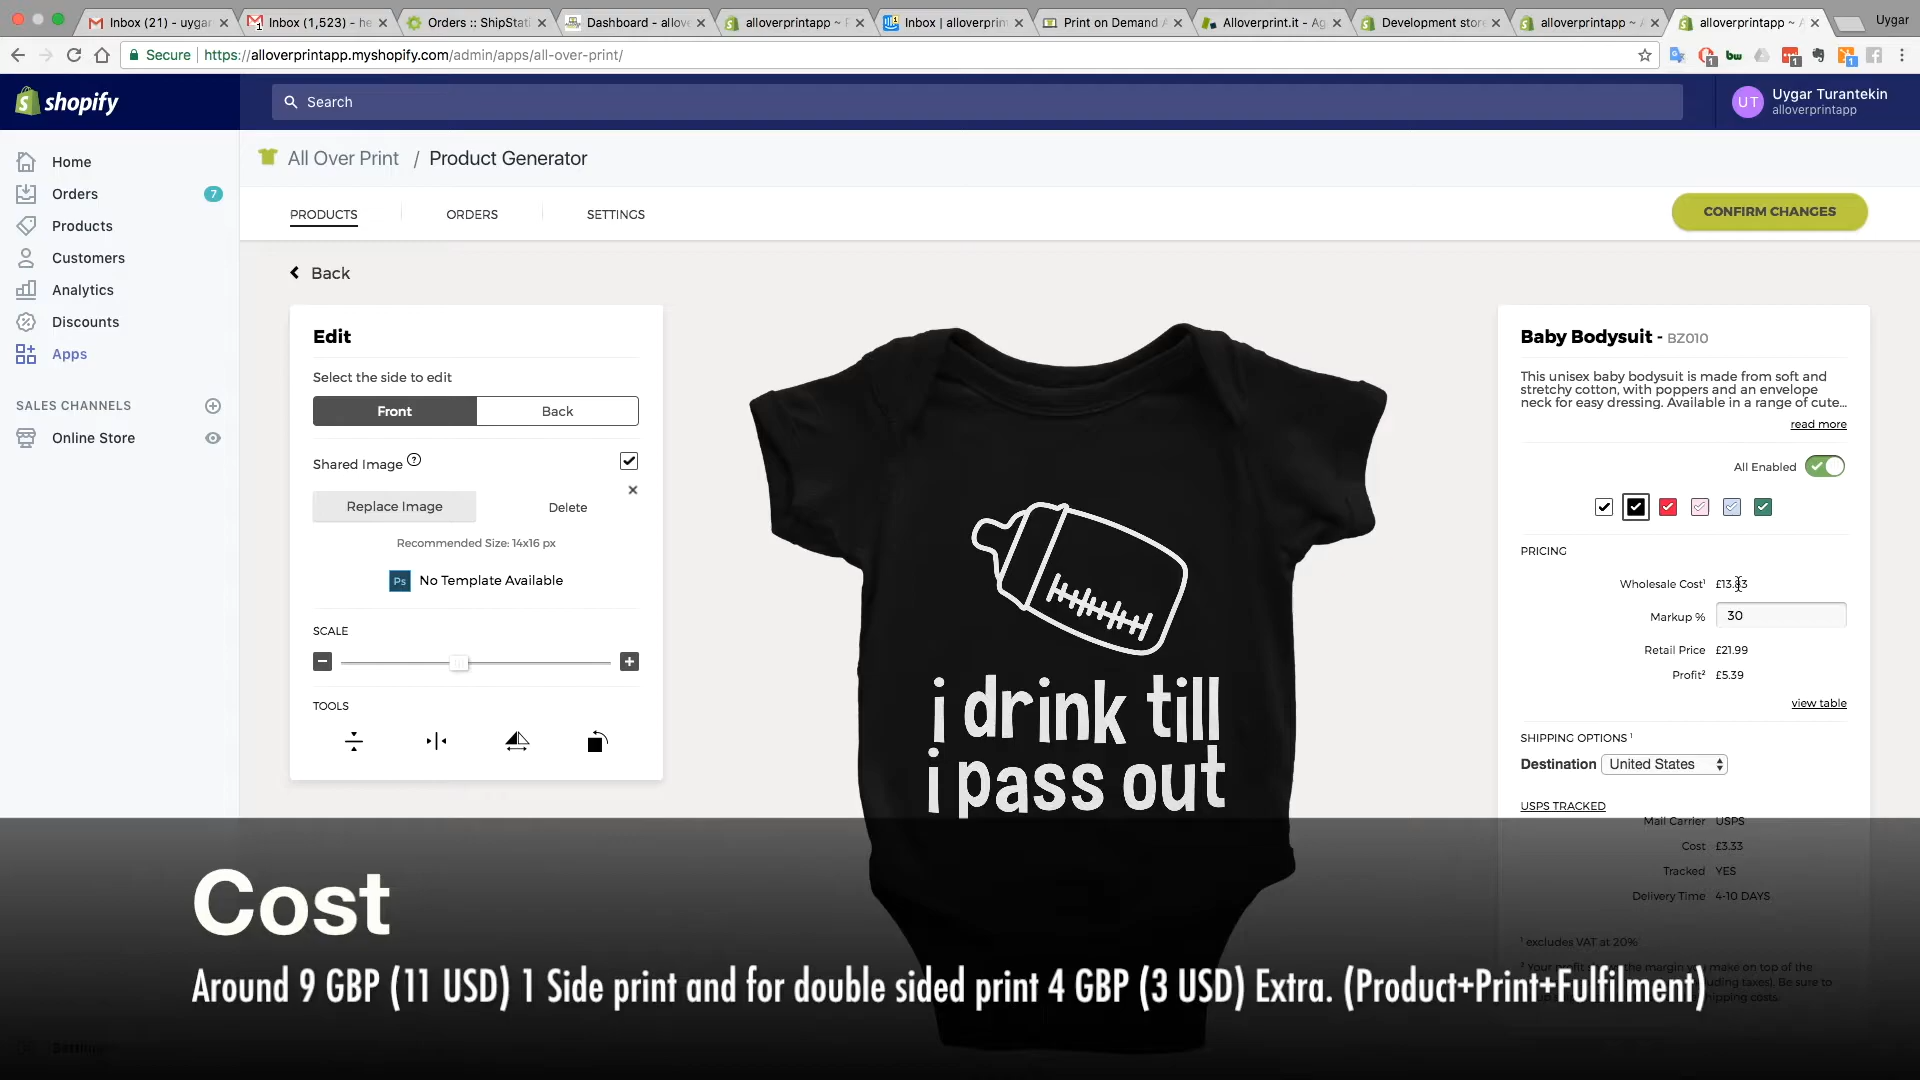 Inbox (21) - uygar
Inbox (1,523) - he
Orders :: ShipStati
Dashboard - allove
alloverprintapp ~ P
Inbox | alloverprin
Print on Demand A
Alloverprint.it - Ag
Development store
alloverprintapp ~ A
alloverprintapp ~ A
Uygar
Secure
https://alloverprintapp.myshopify.com/admin/apps/all-over-print/
shopify
Search
UT
Uygar Turantekin
alloverprintapp
Home
Orders
7
Products
Customers
Analytics
Discounts
Apps
SALES CHANNELS
Online Store
All Over Print / Product Generator
PRODUCTS
ORDERS
SETTINGS
CONFIRM CHANGES
Back
Edit
Select the side to edit
Front
Back
Shared Image
Replace Image
Delete
Recommended Size: 14x16 px
Ps
No Template Available
SCALE
TOOLS
i drink till
i pass out
Baby Bodysuit - BZ010
This unisex baby bodysuit is made from soft and
stretchy cotton, with poppers and an envelope
neck for easy dressing. Available in a range of cute...
read more
All Enabled
PRICING
Wholesale Cost¹ £13.83
Markup % 30
Retail Price £21.99
Profit² £5.39
view table
SHIPPING OPTIONS ¹
Destination United States
USPS TRACKED
Mail Carrier USPS
Cost £3.33
Tracked YES
Delivery Time 4-10 DAYS
¹ excludes VAT at 20%
Cost
Around 9 GBP (11 USD) 1 Side print and for double sided print 4 GBP (3 USD) Extra. (Product+Print+Fulfilment)